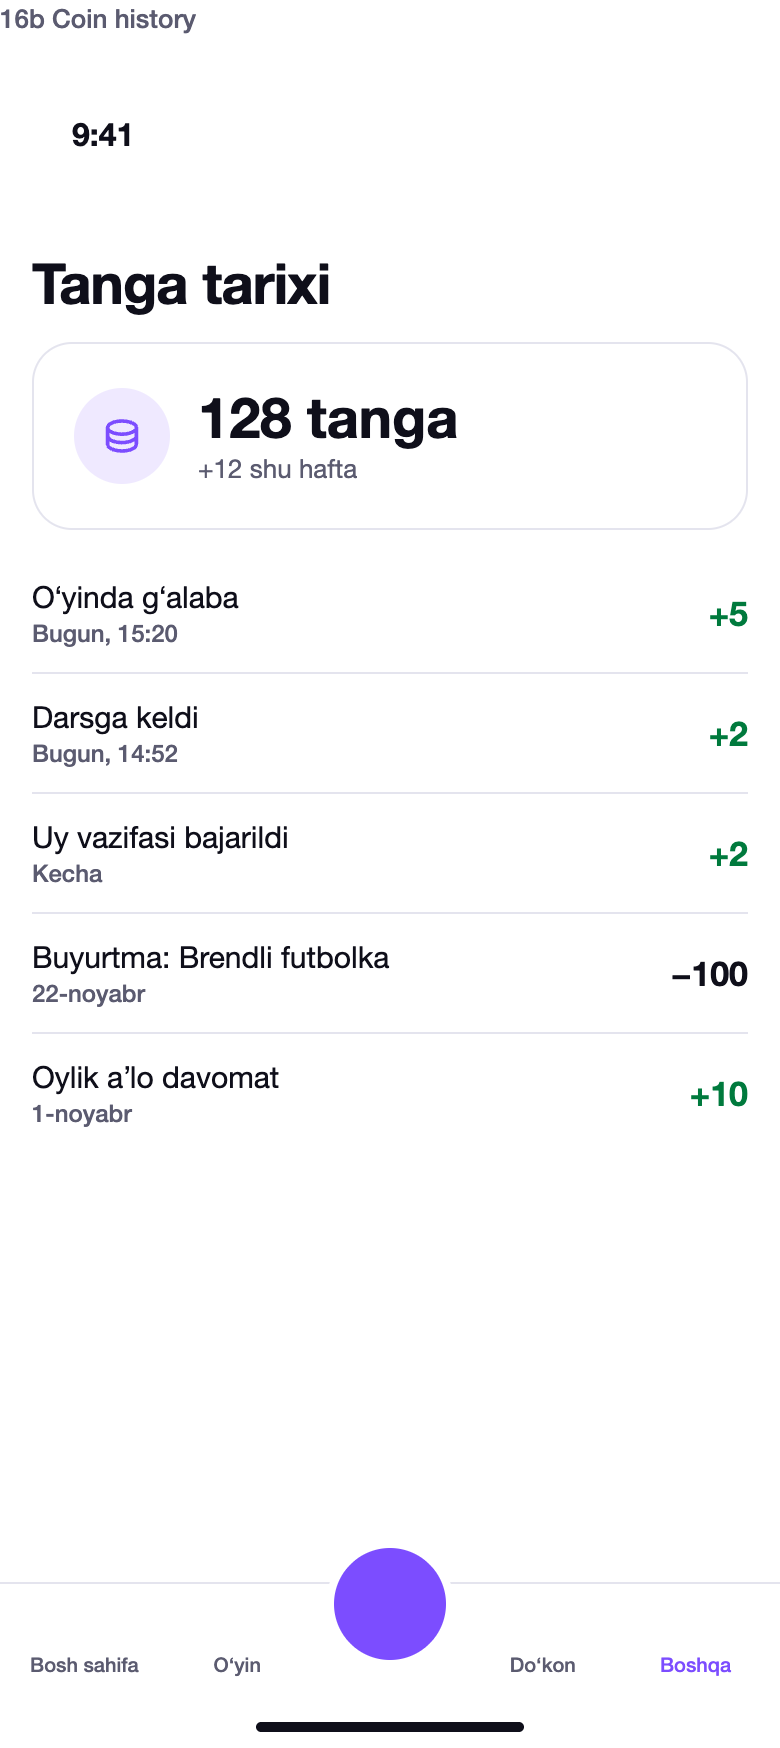 16b Coin history
9:41
Tanga tarixi
128 tanga
+12 shu hafta
O‘yinda g‘alaba
+5
Bugun, 15:20
Darsga keldi
+2
Bugun, 14:52
Uy vazifasi bajarildi
+2
Kecha
Buyurtma: Brendli futbolka
−100
22-noyabr
Oylik a’lo davomat
+10
1-noyabr
Bosh sahifa O‘yin Do‘kon Boshqa